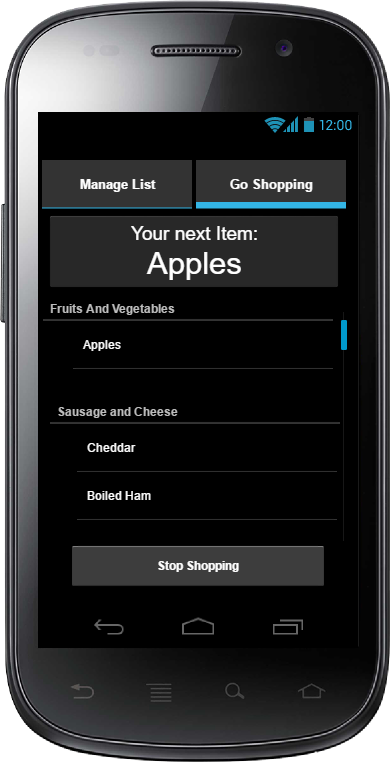 12:00
Manage List
Go Shopping
Your next Item:
Apples
Fruits And Vegetables
Apples
Sausage and Cheese
Cheddar
Boiled Ham
Stop Shopping